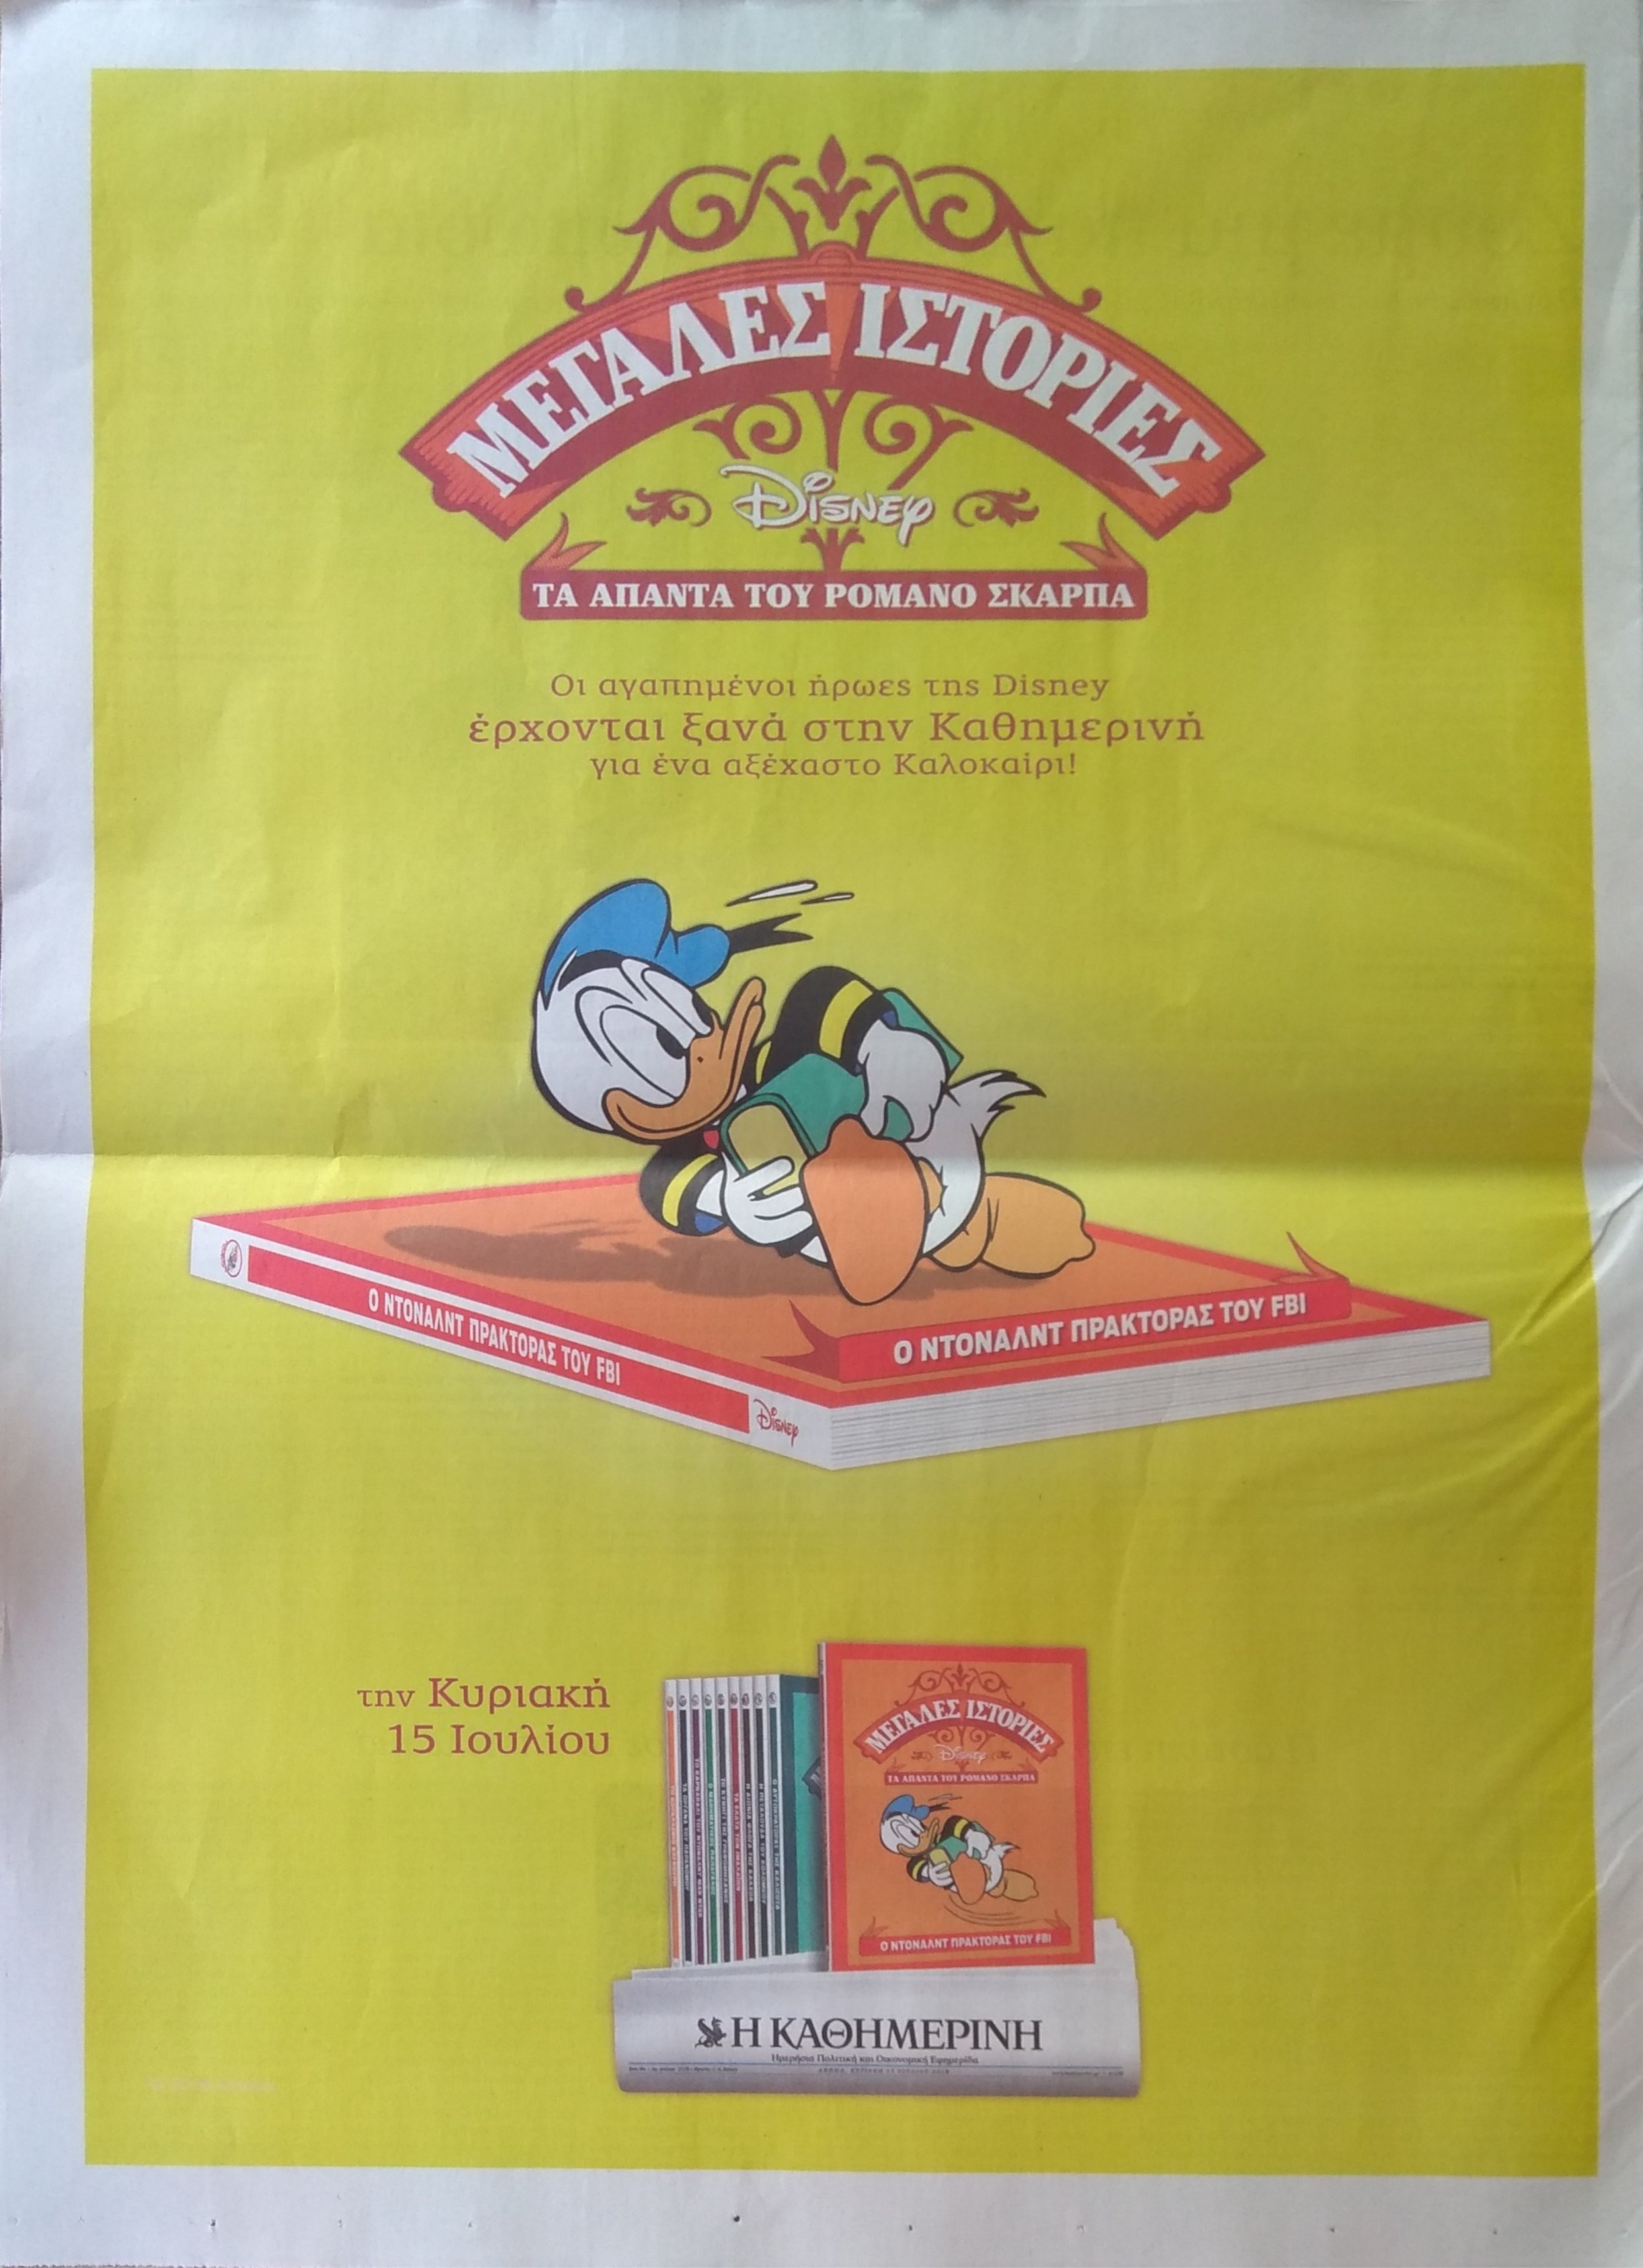 ΜΕΓΑΛΕΣ ΙΣΤΟΡΙΕΣ
Disney
ΤΑ ΑΠΑΝΤΑ ΤΟΥ ΡΟΜΑΝΟ ΣΚΑΡΠΑ
Οι αγαπημένοι ήρωες της Disney
έρχονται ξανά στην Καθημερινή
για ένα αξέχαστο Καλοκαίρι!
Ο ΝΤΟΝΑΛΝΤ ΠΡΑΚΤΟΡΑΣ ΤΟΥ FBI
Disney
Ο ΝΤΟΝΑΛΝΤ ΠΡΑΚΤΟΡΑΣ ΤΟΥ FBI
την Κυριακή
15 Ιουλίου
ΜΕΓΑΛΕΣ ΙΣΤΟΡΙΕΣ
Disney
ΤΑ ΑΠΑΝΤΑ ΤΟΥ ΡΟΜΑΝΟ ΣΚΑΡΠΑ
Ο ΝΤΟΝΑΛΝΤ ΠΡΑΚΤΟΡΑΣ ΤΟΥ FBI
Η ΚΑΘΗΜΕΡΙΝΗ
Ημερήσια Πολιτική και Οικονομική Εφημερίδα